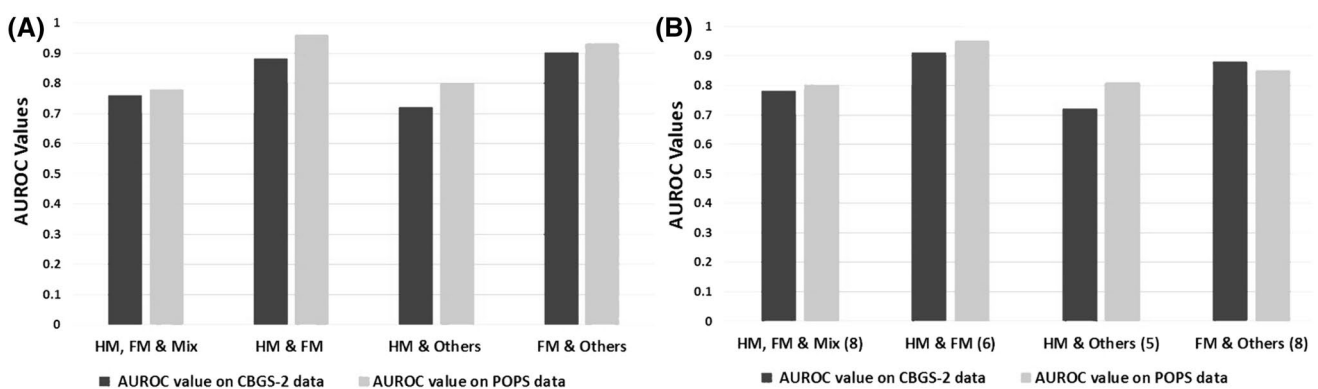 (A)
AUROC Values
1
0.9
0.8
0.7
0.6
0.5
0.4
0.3
0.2
0.1
0
HM, FM & Mix
HM & FM
HM & Others
FM & Others
AUROC value on CBGS-2 data
AUROC value on POPS data
(B)
AUROC Values
1
0.9
0.8
0.7
0.6
0.5
0.4
0.3
0.2
0.1
0
HM, FM & Mix (8)
HM & FM (6)
HM & Others (5)
FM & Others (8)
AUROC value on CBGS-2 data
AUROC value on POPS data